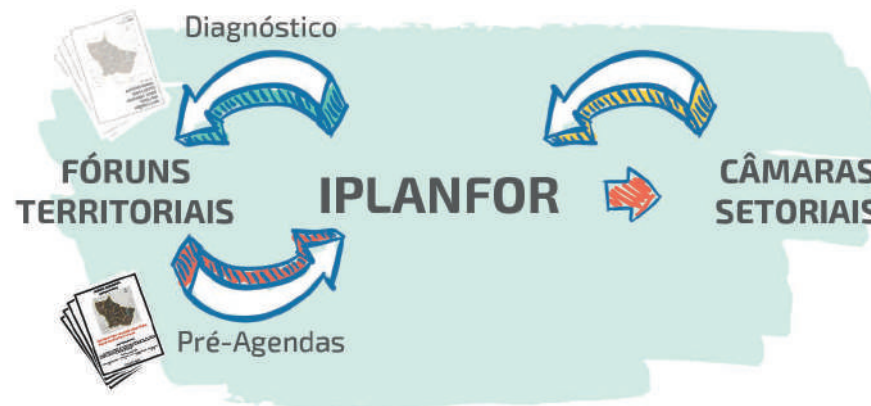 Diagnóstico
FÓRUNS
TERRITORIAIS
IPLANFOR
CÂMARAS
SETORIAIS
Pré-Agendas